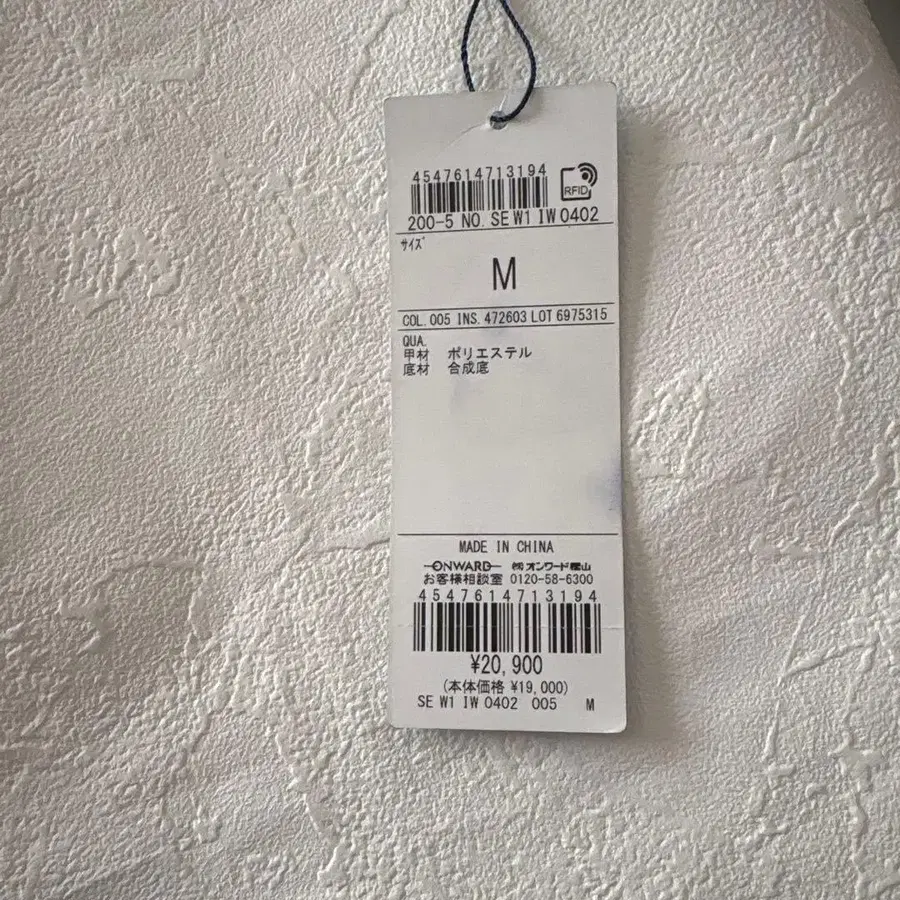 4547614713194
RFID
200-5 NO. SE W1 IW 0402
サイズ
M
COL. 005 INS. 472603 LOT 6975315
QUA.
甲材 ポリエステル
底材 合成底
MADE IN CHINA
ONWARD ㈱オンワード樫山
お客様相談室 0120-58-6300
4547614713194
¥20,900
(本体価格 ¥19,000)
SE W1 IW 0402 005 M